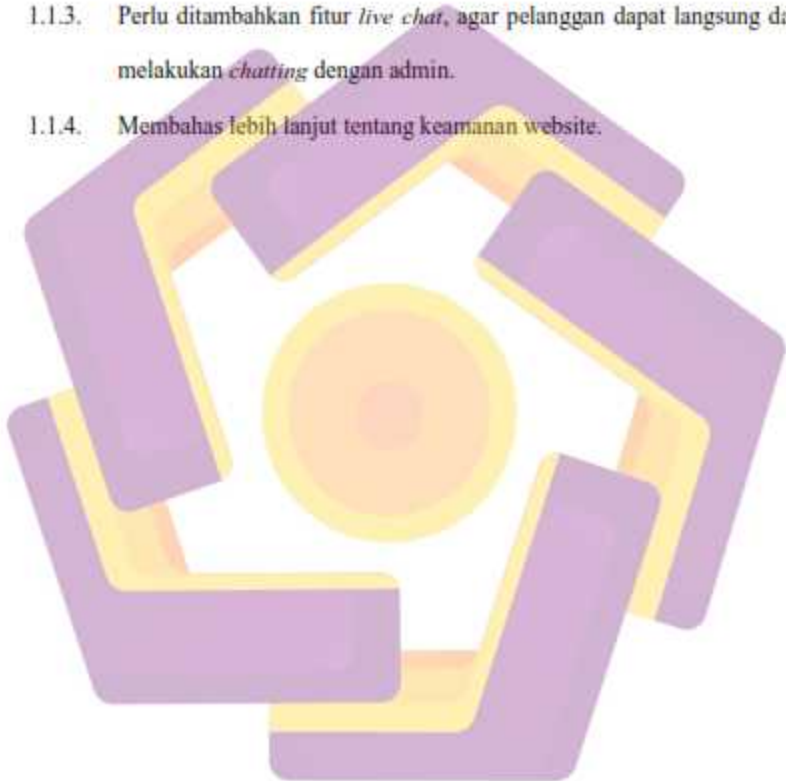 1.1.3. Perlu ditambahkan fitur live chat, agar pelanggan dapat langsung da
melakukan chatting dengan admin.
1.1.4. Membahas lebih lanjut tentang keamanan website.